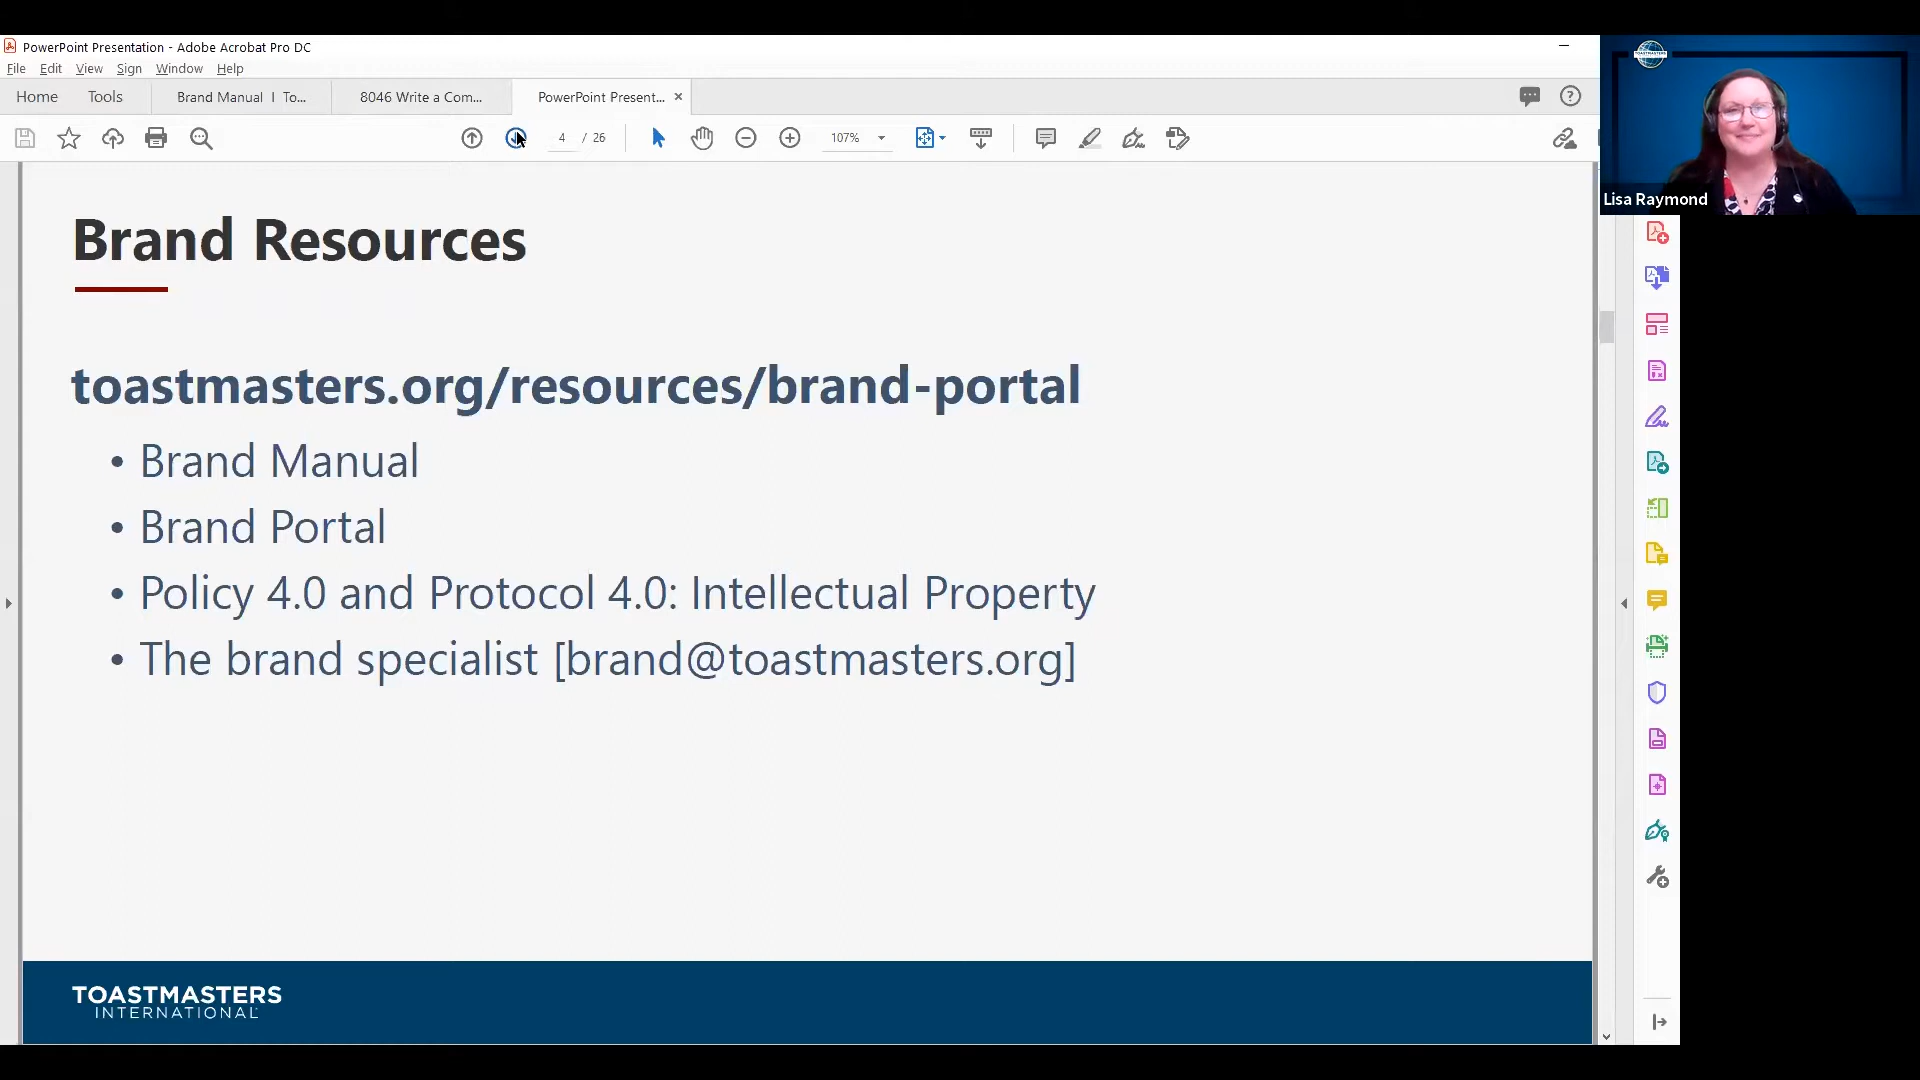 PowerPoint Presentation - Adobe Acrobat Pro DC
File Edit View Sign Window Help
Home Tools Brand Manual | To... 8046 Write a Com... PowerPoint Present... ×
4 / 26 107%
TOASTMASTERS
Lisa Raymond
Brand Resources
toastmasters.org/resources/brand-portal
• Brand Manual
• Brand Portal
• Policy 4.0 and Protocol 4.0: Intellectual Property
• The brand specialist [brand@toastmasters.org]
TOASTMASTERS
INTERNATIONAL